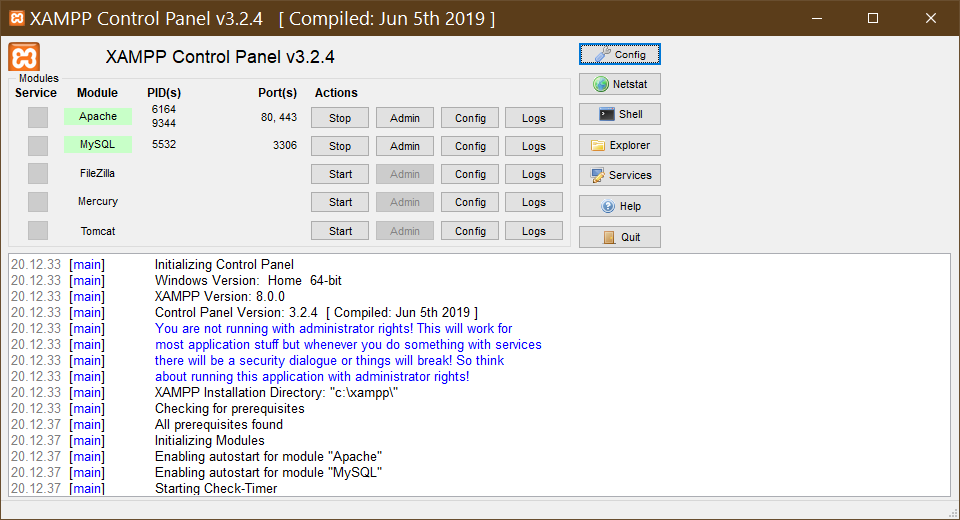 XAMPP Control Panel v3.2.4 [ Compiled: Jun 5th 2019 ]
XAMPP Control Panel v3.2.4
Config
Modules
Service Module PID(s) Port(s) Actions
Netstat
Apache 6164 9344 80, 443 Stop Admin Config Logs
Shell
MySQL 5532 3306 Stop Admin Config Logs
Explorer
FileZilla Start Admin Config Logs
Services
Mercury Start Admin Config Logs
Help
Tomcat Start Admin Config Logs
Quit
20.12.33 [main] Initializing Control Panel
20.12.33 [main] Windows Version: Home 64-bit
20.12.33 [main] XAMPP Version: 8.0.0
20.12.33 [main] Control Panel Version: 3.2.4 [ Compiled: Jun 5th 2019 ]
20.12.33 [main] You are not running with administrator rights! This will work for
20.12.33 [main] most application stuff but whenever you do something with services
20.12.33 [main] there will be a security dialogue or things will break! So think
20.12.33 [main] about running this application with administrator rights!
20.12.33 [main] XAMPP Installation Directory: "c:\xampp\"
20.12.33 [main] Checking for prerequisites
20.12.37 [main] All prerequisites found
20.12.37 [main] Initializing Modules
20.12.37 [main] Enabling autostart for module "Apache"
20.12.37 [main] Enabling autostart for module "MySQL"
20.12.37 [main] Starting Check-Timer